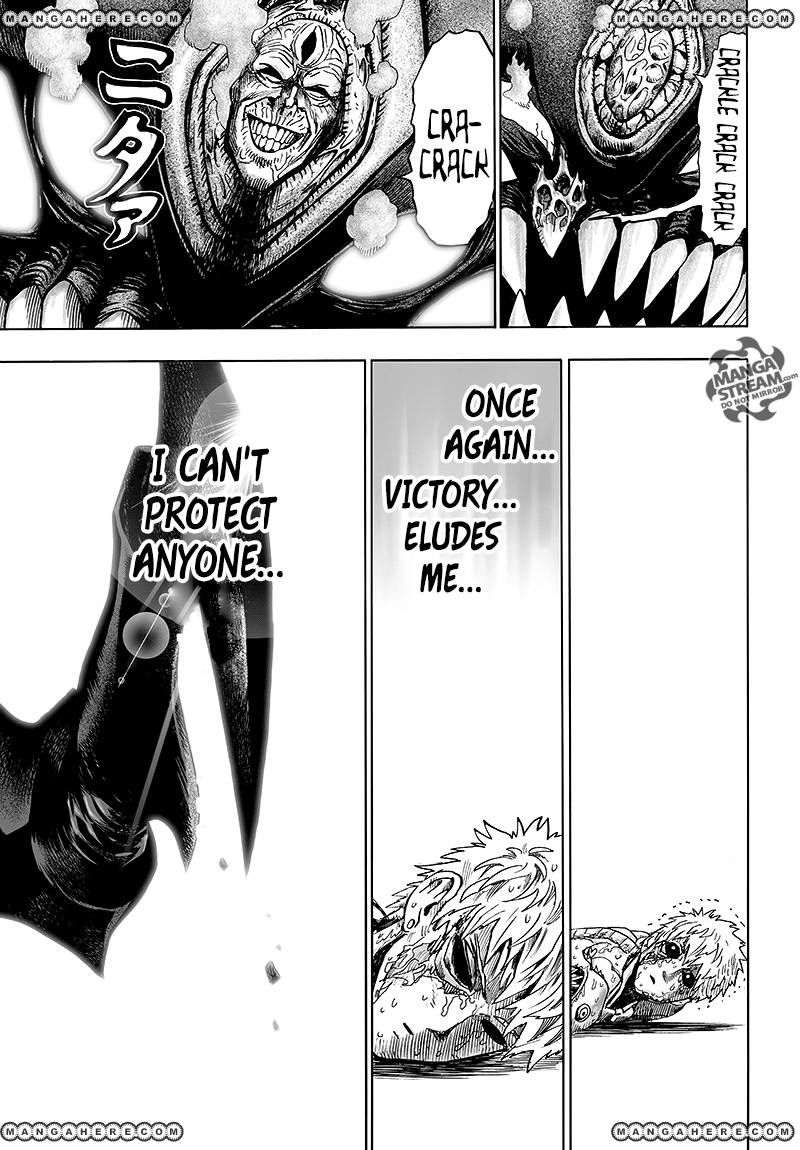 MANGAHERE.COM
MANGAHERE.COM
CRACKLE CRACK CRACK
CRA-
CRACK
ニタァ
MANGA
STREAM.com
DO NOT MIRROR
ONCE
AGAIN...
VICTORY...
ELUDES
ME...
I CAN'T
PROTECT
ANYONE...
MANGAHERE.COM
MANGAHERE.COM